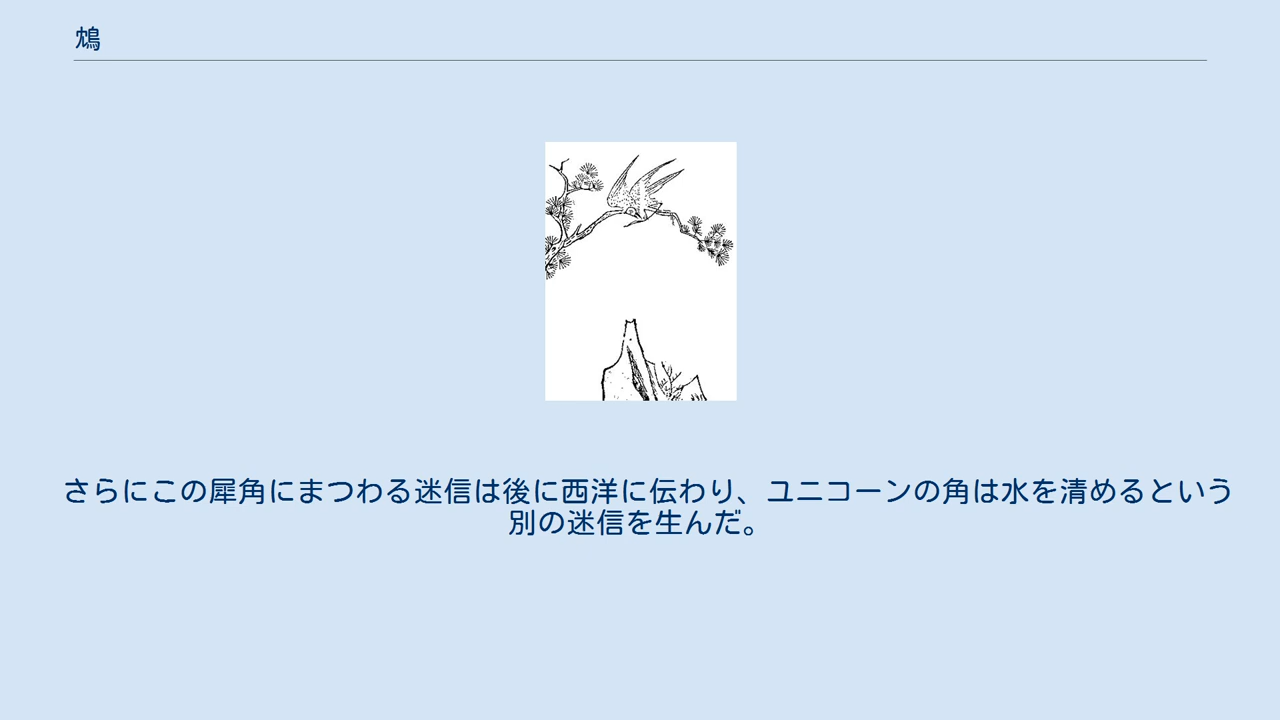 鴆
さらにこの犀角にまつわる迷信は後に西洋に伝わり、ユニコーンの角は水を清めるという
別の迷信を生んだ。